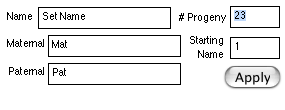 Name Set Name # Progeny 23
Maternal Mat Starting Name 1
Paternal Pat
Apply